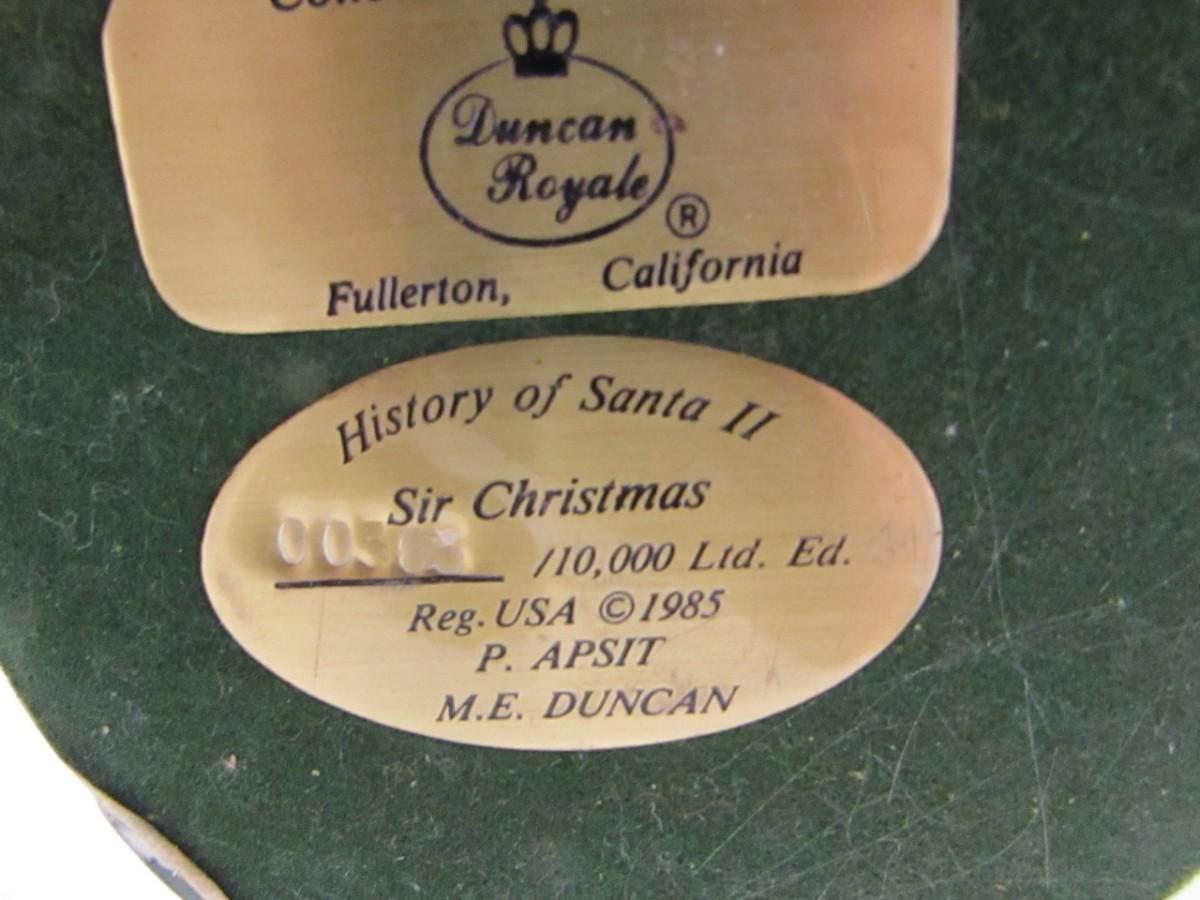 Duncan
Royale
®
Fullerton, California
History of Santa II
Sir Christmas
/10,000 Ltd. Ed.
Reg. USA ©1985
P. APSIT
M.E. DUNCAN